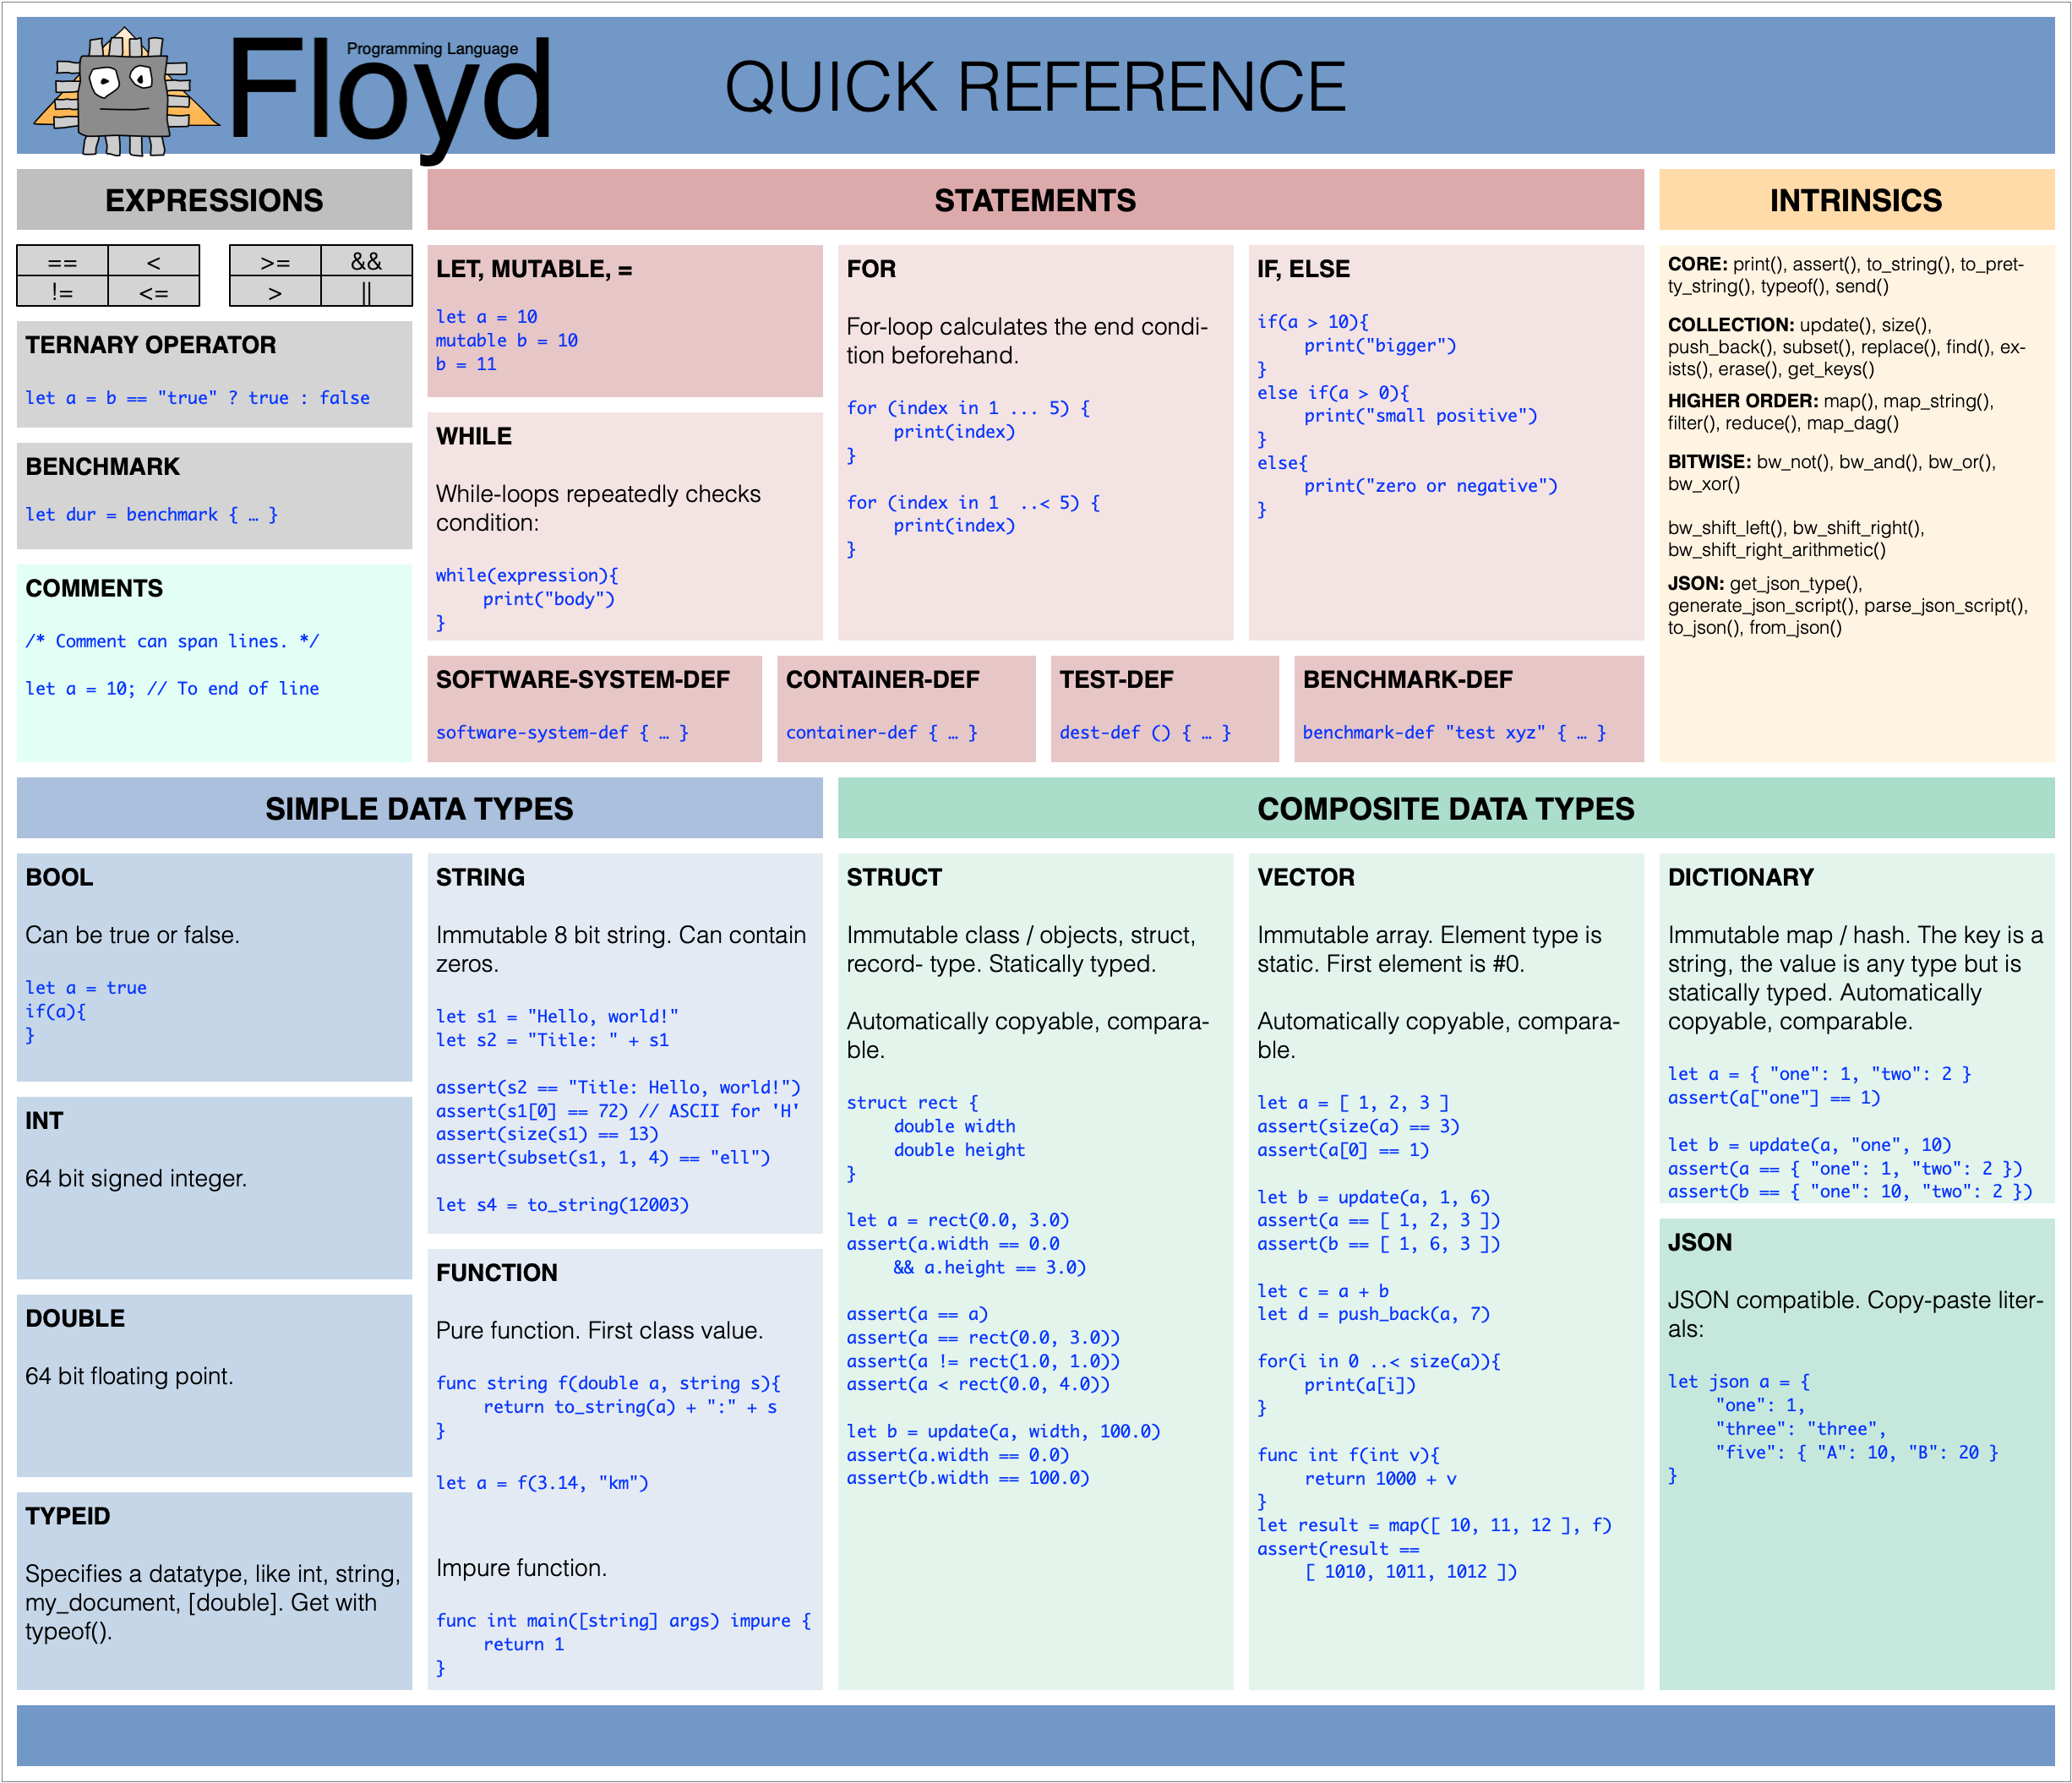 Programming Language
Floyd
QUICK REFERENCE
EXPRESSIONS
== <
!= <=
>= &&
> ||
TERNARY OPERATOR
let a = b == "true" ? true : false
BENCHMARK
let dur = benchmark { … }
COMMENTS
/* Comment can span lines. */
let a = 10; // To end of line
STATEMENTS
LET, MUTABLE, =
let a = 10
mutable b = 10
b = 11
WHILE
While-loops repeatedly checks
condition:
while(expression){
print("body")
}
FOR
For-loop calculates the end condi-
tion beforehand.
for (index in 1 ... 5) {
print(index)
}
for (index in 1  ..< 5) {
print(index)
}
IF, ELSE
if(a > 10){
print("bigger")
}
else if(a > 0){
print("small positive")
}
else{
print("zero or negative")
}
SOFTWARE-SYSTEM-DEF
software-system-def { … }
CONTAINER-DEF
container-def { … }
TEST-DEF
dest-def () { … }
BENCHMARK-DEF
benchmark-def "test xyz" { … }
INTRINSICS
CORE: print(), assert(), to_string(), to_pret-
ty_string(), typeof(), send()
COLLECTION: update(), size(),
push_back(), subset(), replace(), find(), ex-
ists(), erase(), get_keys()
HIGHER ORDER: map(), map_string(),
filter(), reduce(), map_dag()
BITWISE: bw_not(), bw_and(), bw_or(),
bw_xor()
bw_shift_left(), bw_shift_right(),
bw_shift_right_arithmetic()
JSON: get_json_type(),
generate_json_script(), parse_json_script(),
to_json(), from_json()
SIMPLE DATA TYPES
BOOL
Can be true or false.
let a = true
if(a){
}
INT
64 bit signed integer.
DOUBLE
64 bit floating point.
TYPEID
Specifies a datatype, like int, string,
my_document, [double]. Get with
typeof().
STRING
Immutable 8 bit string. Can contain
zeros.
let s1 = "Hello, world!"
let s2 = "Title: " + s1
assert(s2 == "Title: Hello, world!")
assert(s1[0] == 72) // ASCII for 'H'
assert(size(s1) == 13)
assert(subset(s1, 1, 4) == "ell")
let s4 = to_string(12003)
FUNCTION
Pure function. First class value.
func string f(double a, string s){
return to_string(a) + ":" + s
}
let a = f(3.14, "km")
Impure function.
func int main([string] args) impure {
return 1
}
COMPOSITE DATA TYPES
STRUCT
Immutable class / objects, struct,
record- type. Statically typed.
Automatically copyable, compara-
ble.
struct rect {
double width
double height
}
let a = rect(0.0, 3.0)
assert(a.width == 0.0
&& a.height == 3.0)
assert(a == a)
assert(a == rect(0.0, 3.0))
assert(a != rect(1.0, 1.0))
assert(a < rect(0.0, 4.0))
let b = update(a, width, 100.0)
assert(a.width == 0.0)
assert(b.width == 100.0)
VECTOR
Immutable array. Element type is
static. First element is #0.
Automatically copyable, compara-
ble.
let a = [ 1, 2, 3 ]
assert(size(a) == 3)
assert(a[0] == 1)
let b = update(a, 1, 6)
assert(a == [ 1, 2, 3 ])
assert(b == [ 1, 6, 3 ])
let c = a + b
let d = push_back(a, 7)
for(i in 0 ..< size(a)){
print(a[i])
}
func int f(int v){
return 1000 + v
}
let result = map([ 10, 11, 12 ], f)
assert(result ==
[ 1010, 1011, 1012 ])
DICTIONARY
Immutable map / hash. The key is a
string, the value is any type but is
statically typed. Automatically
copyable, comparable.
let a = { "one": 1, "two": 2 }
assert(a["one"] == 1)
let b = update(a, "one", 10)
assert(a == { "one": 1, "two": 2 })
assert(b == { "one": 10, "two": 2 })
JSON
JSON compatible. Copy-paste liter-
als:
let json a = {
"one": 1,
"three": "three",
"five": { "A": 10, "B": 20 }
}